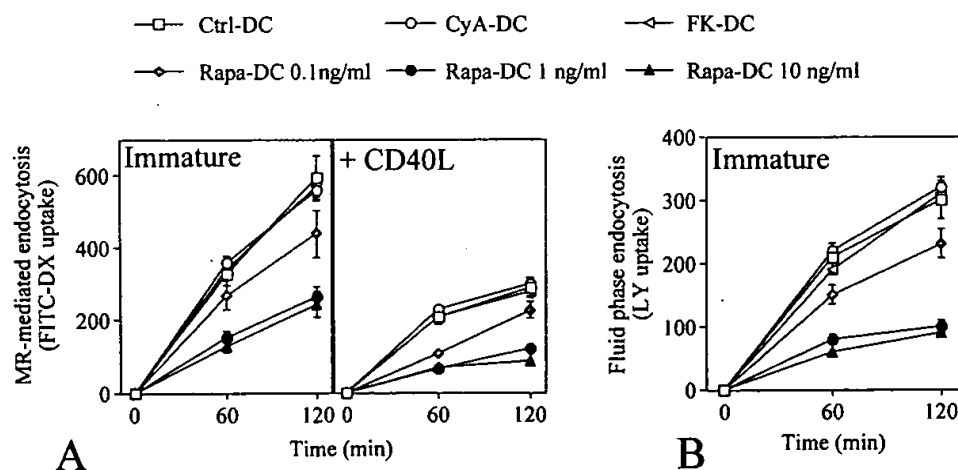 Ctrl-DC CyA-DC FK-DC
Rapa-DC 0.1ng/ml Rapa-DC 1 ng/ml Rapa-DC 10 ng/ml
MR-mediated endocytosis
(FITC-DX uptake)
Immature
+ CD40L
600
400
200
0
0 60 120 0 60 120
Time (min)
A
Fluid phase endocytosis
(LY uptake)
Immature
400
300
200
100
0
0 60 120
Time (min)
B